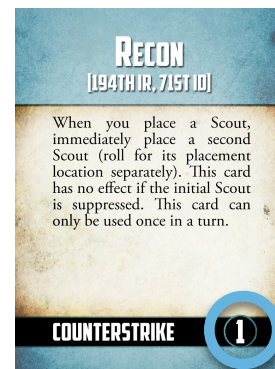 RECON
[194TH IR, 71ST ID]
When you place a Scout,
immediately place a second
Scout (roll for its placement
location separately). This card
has no effect if the initial Scout
is suppressed. This card can
only be used once in a turn.
COUNTERSTRIKE 1